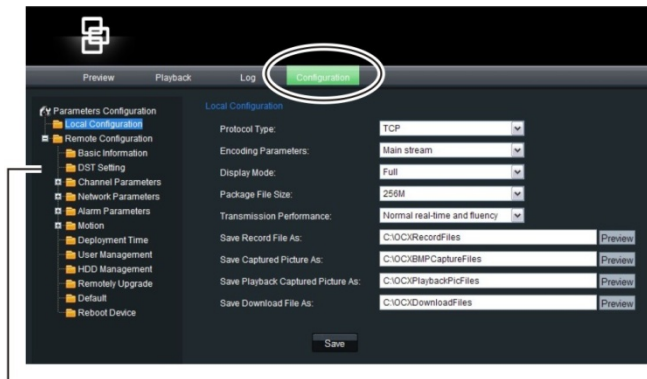 Preview Playback Log Configuration
Parameters Configuration
Local Configuration
Remote Configuration
Basic Information
DST Setting
Channel Parameters
Network Parameters
Alarm Parameters
Motion
Deployment Time
User Management
HDD Management
Remotely Upgrade
Default
Reboot Device
Local Configuration
Protocol Type: TCP
Encoding Parameters: Main stream
Display Mode: Full
Package File Size: 256M
Transmission Performance: Normal real-time and fluency
Save Record File As: C:\OCXRecordFiles Preview
Save Captured Picture As: C:\OCXBMPCaptureFiles Preview
Save Playback Captured Picture As: C:\OCXPlaybackPicFiles Preview
Save Download File As: C:\OCXDownloadFiles Preview
Save